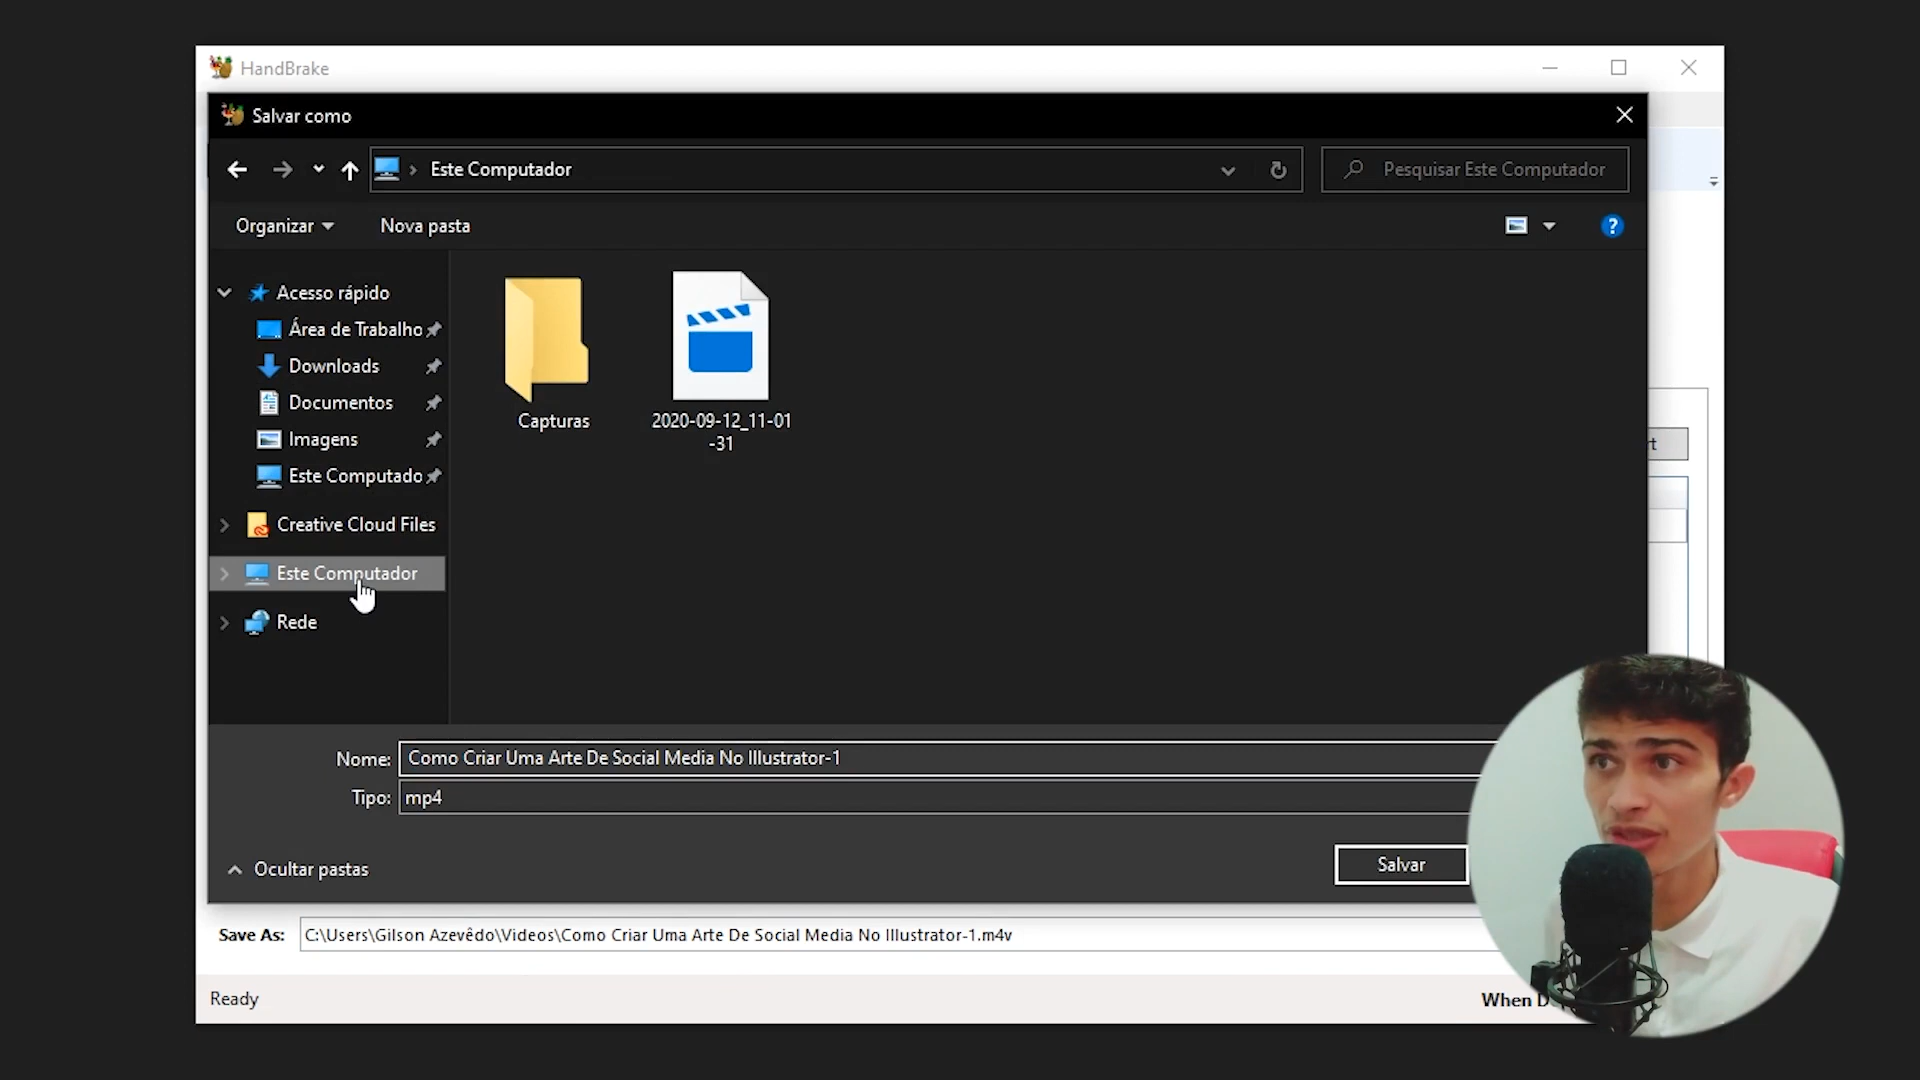 HandBrake
Salvar como
Este Computador
Pesquisar Este Computador
Organizar
Nova pasta
Acesso rápido
Área de Trabalho
Downloads
Documentos
Imagens
Este Computado
Creative Cloud Files
Este Computador
Rede
Capturas
2020-09-12_11-01
-31
Nome: Como Criar Uma Arte De Social Media No Illustrator-1
Tipo: mp4
Ocultar pastas
Salvar
Save As: C:\Users\Gilson Azevêdo\Videos\Como Criar Uma Arte De Social Media No Illustrator-1.m4v
Ready
When